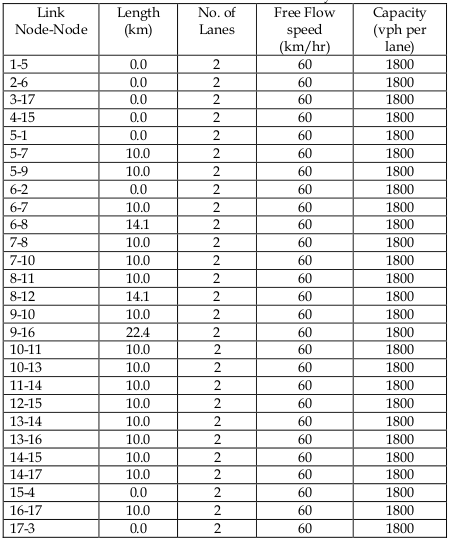 Link Length No. of Free Flow Capacity
Node-Node (km) Lanes speed (vph per
(km/hr) lane)
1-5 0.0 2 60 1800
2-6 0.0 2 60 1800
3-17 0.0 2 60 1800
4-15 0.0 2 60 1800
5-1 0.0 2 60 1800
5-7 10.0 2 60 1800
5-9 10.0 2 60 1800
6-2 0.0 2 60 1800
6-7 10.0 2 60 1800
6-8 14.1 2 60 1800
7-8 10.0 2 60 1800
7-10 10.0 2 60 1800
8-11 10.0 2 60 1800
8-12 14.1 2 60 1800
9-10 10.0 2 60 1800
9-16 22.4 2 60 1800
10-11 10.0 2 60 1800
10-13 10.0 2 60 1800
11-14 10.0 2 60 1800
12-15 10.0 2 60 1800
13-14 10.0 2 60 1800
13-16 10.0 2 60 1800
14-15 10.0 2 60 1800
14-17 10.0 2 60 1800
15-4 0.0 2 60 1800
16-17 10.0 2 60 1800
17-3 0.0 2 60 1800